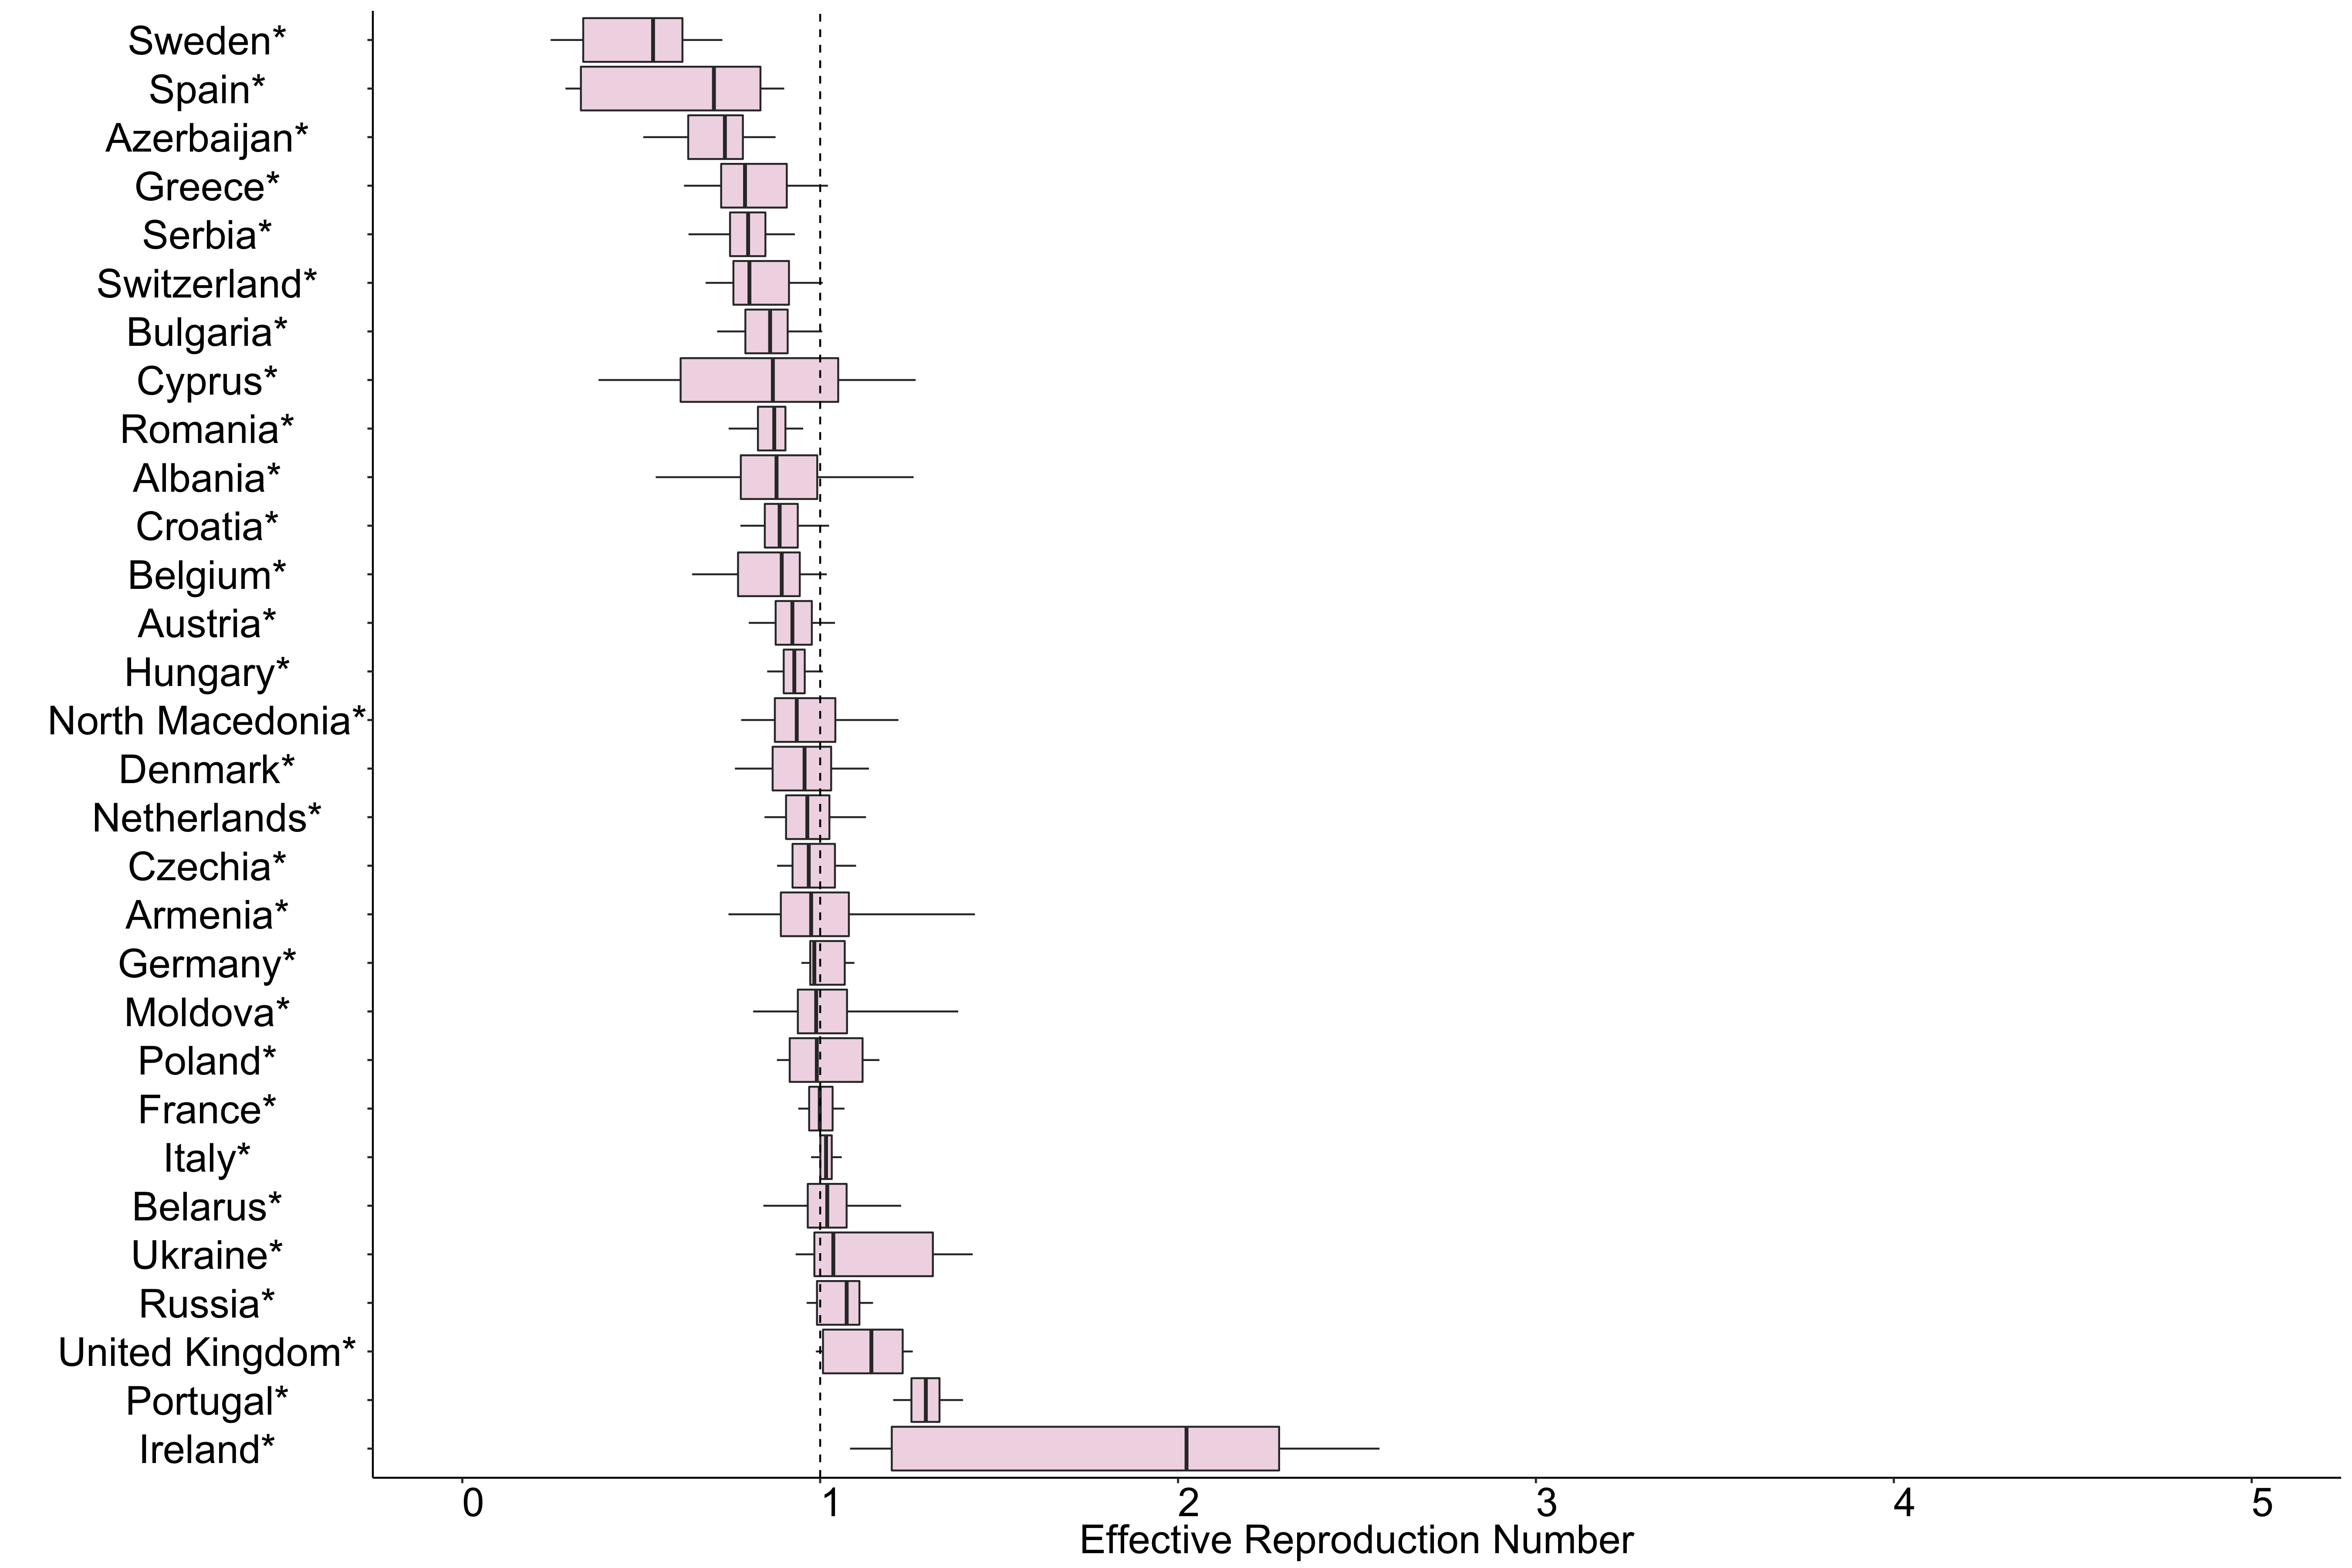 Sweden*
Spain*
Azerbaijan*
Greece*
Serbia*
Switzerland*
Bulgaria*
Cyprus*
Romania*
Albania*
Croatia*
Belgium*
Austria*
Hungary*
North Macedonia*
Denmark*
Netherlands*
Czechia*
Armenia*
Germany*
Moldova*
Poland*
France*
Italy*
Belarus*
Ukraine*
Russia*
United Kingdom*
Portugal*
Ireland*
0 1 2 3 4 5
Effective Reproduction Number